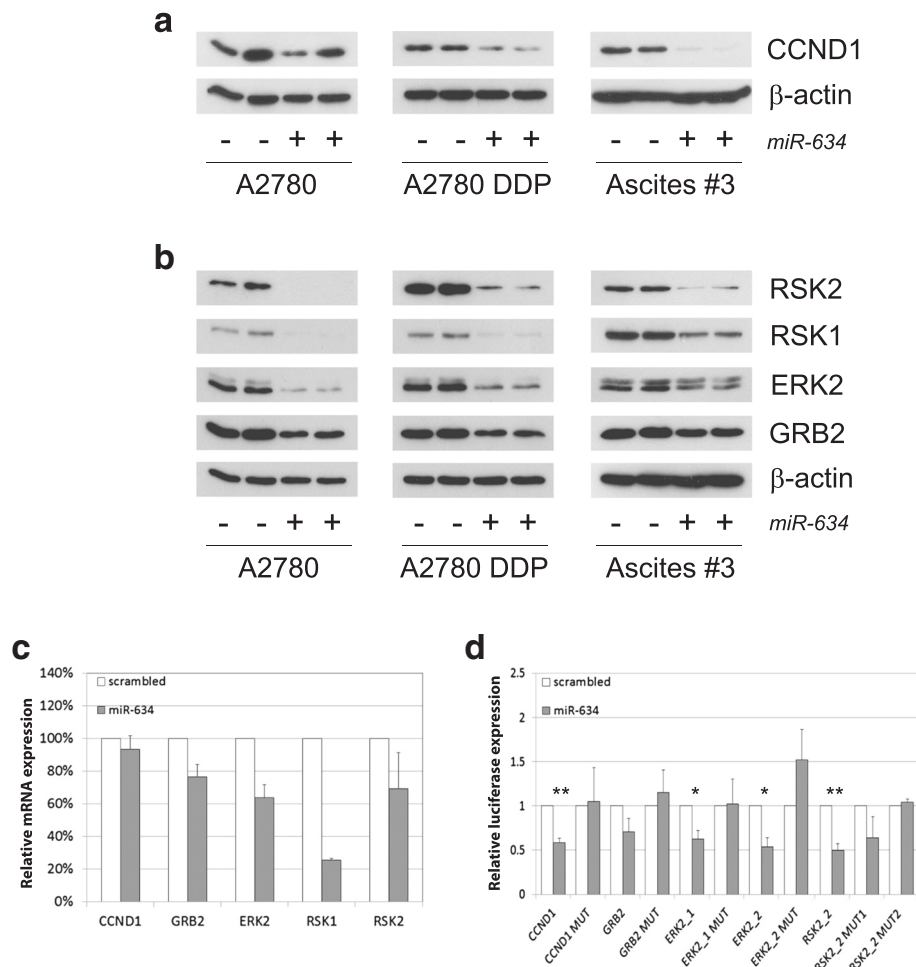 a
CCND1
β-actin
- - + + - - + + - - + + miR-634
A2780 A2780 DDP Ascites #3
b
RSK2
RSK1
ERK2
GRB2
β-actin
- - + + - - + + - - + + miR-634
A2780 A2780 DDP Ascites #3
c
Relative mRNA expression
140%
120%
100%
80%
60%
40%
20%
0%
scrambled
miR-634
CCND1 GRB2 ERK2 RSK1 RSK2
d
Relative luciferase expression
2.5
2
1.5
1
0.5
0
scrambled
miR-634
** * * **
CCND1
CCND1 MUT
GRB2
GRB2 MUT
ERK2_1
ERK2_1 MUT
ERK2_2
ERK2_2 MUT
RSK2_2
RSK2_2 MUT1
RSK2_2 MUT2